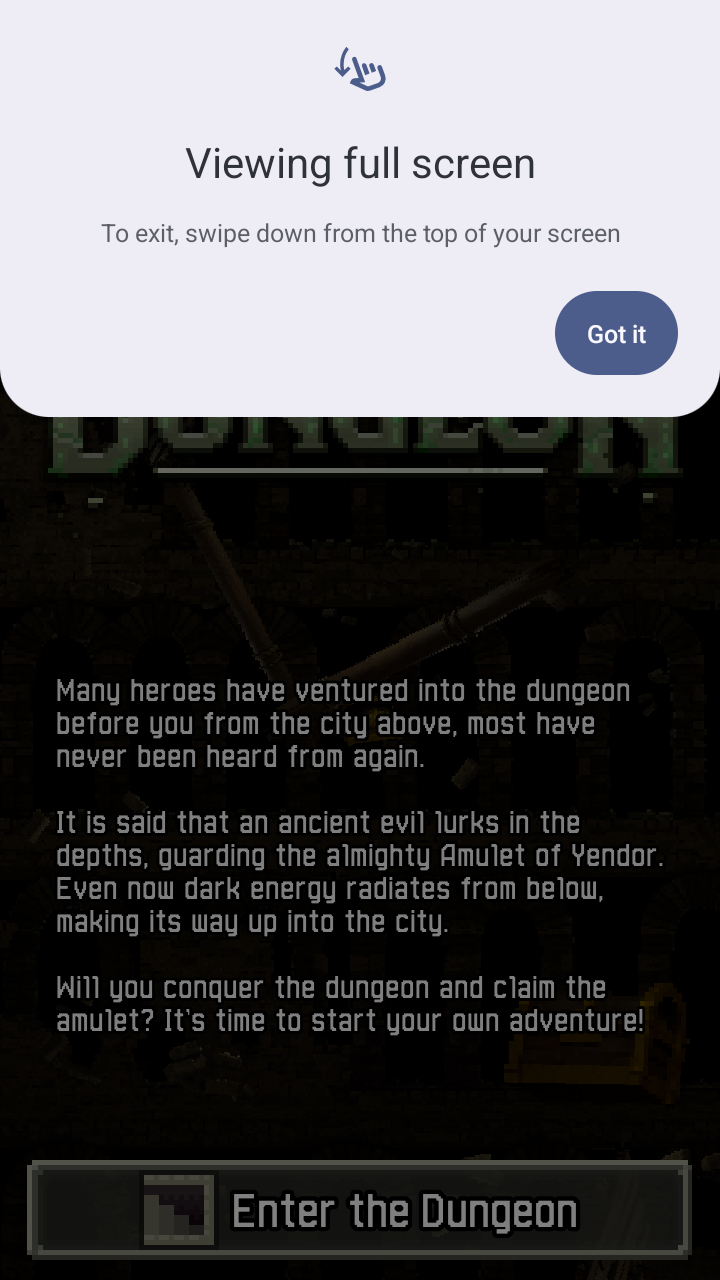 Viewing full screen
To exit, swipe down from the top of your screen
Got it
DUNGEON
Many heroes have ventured into the dungeon
before you from the city above, most have
never been heard from again.
It is said that an ancient evil lurks in the
depths, guarding the almighty Amulet of Yendor.
Even now dark energy radiates from below,
making its way up into the city.
Will you conquer the dungeon and claim the
amulet? It's time to start your own adventure!
Enter the Dungeon